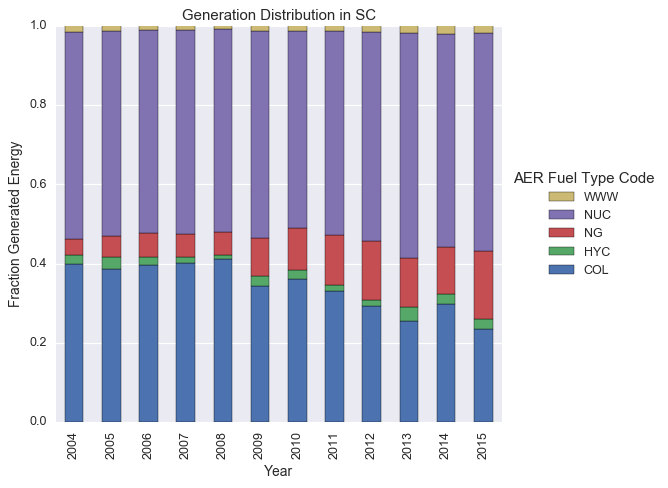 Generation Distribution in SC
1.0
0.8
0.6
0.4
0.2
0.0
Fraction Generated Energy
2004 2005 2006 2007 2008 2009 2010 2011 2012 2013 2014 2015
Year
AER Fuel Type Code
WWW
NUC
NG
HYC
COL